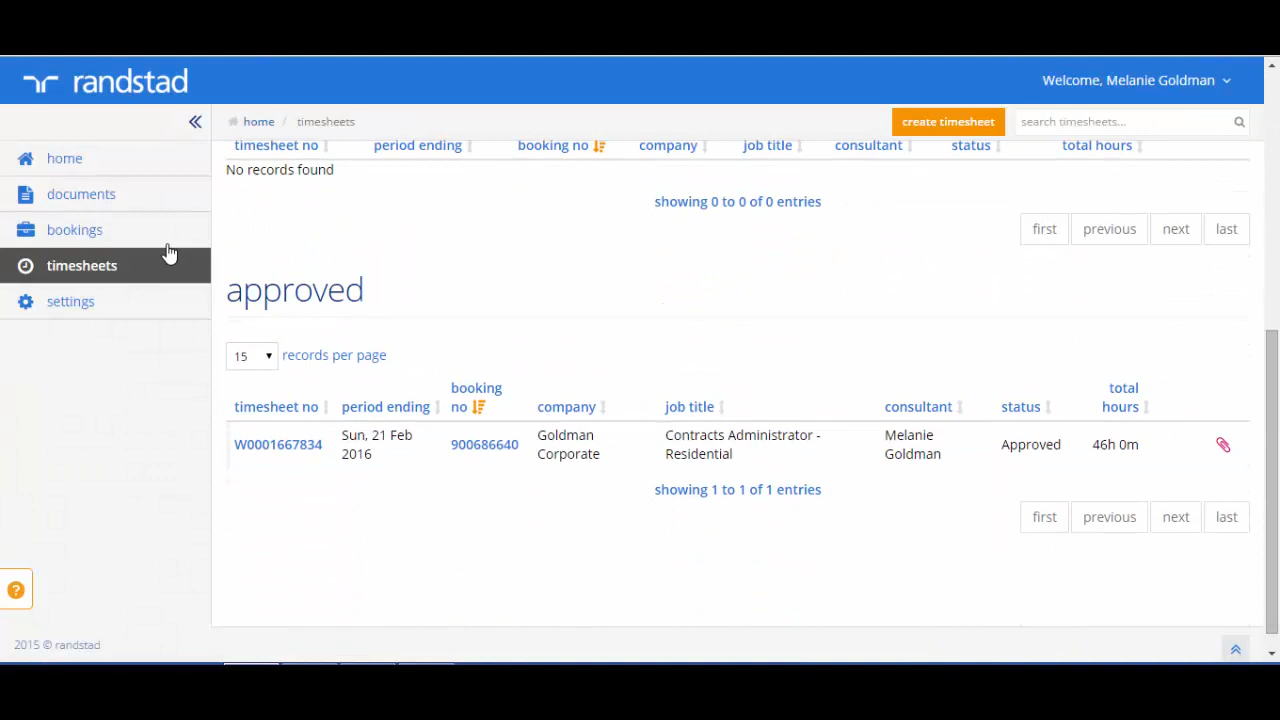 randstad
Welcome, Melanie Goldman
home / timesheets
create timesheet
search timesheets...
home
documents
bookings
timesheets
settings
timesheet no period ending booking no company job title consultant status total hours
No records found
showing 0 to 0 of 0 entries
first previous next last
approved
15 records per page
timesheet no period ending booking no company job title consultant status total hours
W0001667834 Sun, 21 Feb 2016 900686640 Goldman Corporate Contracts Administrator - Residential Melanie Goldman Approved 46h 0m
showing 1 to 1 of 1 entries
first previous next last
?
2015 © randstad